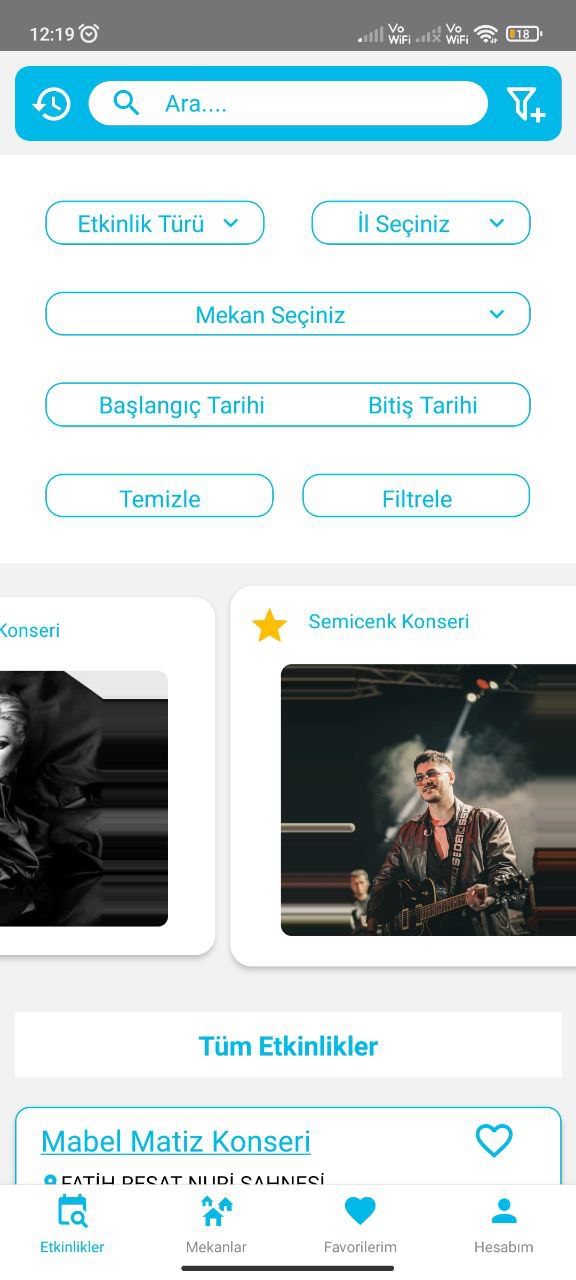 12:19
Vo WiFi Vo WiFi 18
Ara....
Etkinlik Türü İl Seçiniz
Mekan Seçiniz
Başlangıç Tarihi Bitiş Tarihi
Temizle Filtrele
Konseri
Semicenk Konseri
Tüm Etkinlikler
Mabel Matiz Konseri
FATİH REŞAT NURİ SAHNESİ
Etkinlikler Mekanlar Favorilerim Hesabım